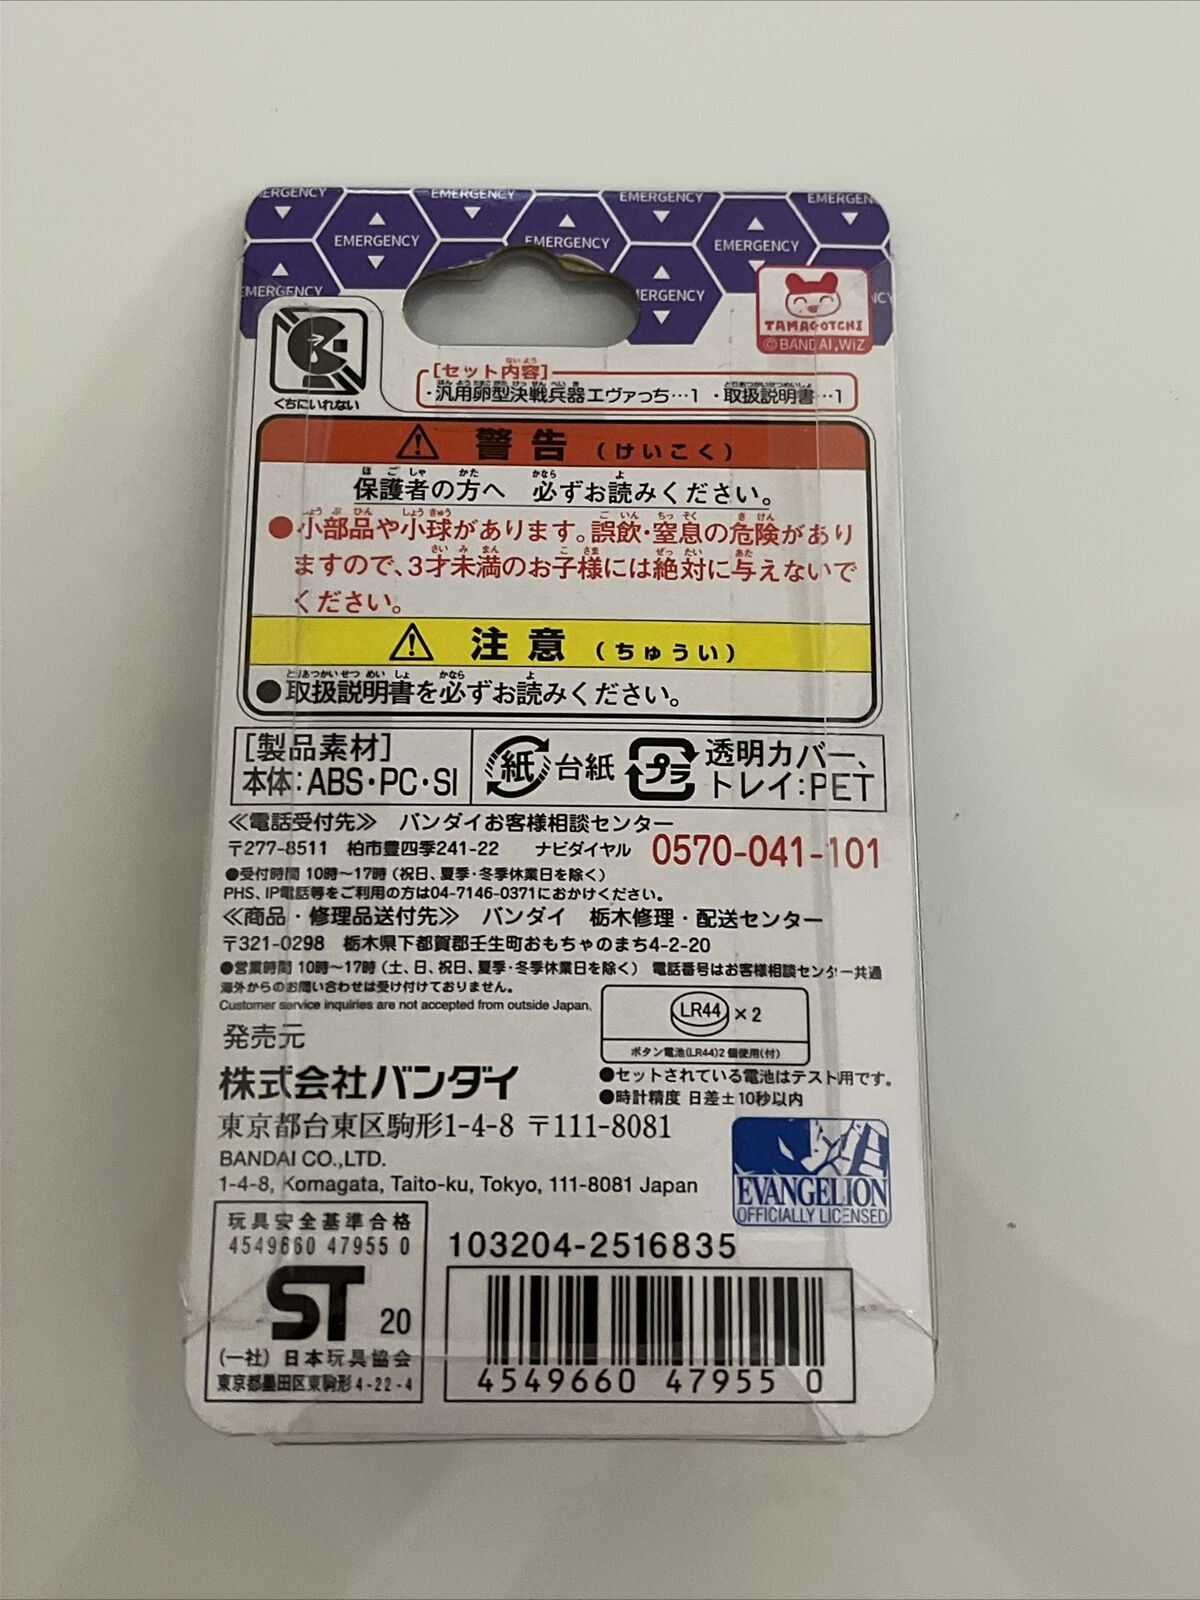 ERGENCY
EMERGENCY
EMERGENCY
EMERGEN
EMERGENCY
EMERGENCY
EMERGENCY
EMERGENCY
MERGENCY
NCY
TAMAGOTCHI
©BANDAI,WiZ
くちにいれない
[セット内容]
・汎用卵型決戦兵器エヴァっち…1 ・取扱説明書…1
警告(けいこく)
保護者の方へ 必ずお読みください。
●小部品や小球があります。誤飲・窒息の危険があり
ますので、3才未満のお子様には絶対に与えないで
ください。
注意(ちゅうい)
●取扱説明書を必ずお読みください。
[製品素材]
本体:ABS・PC・SI
紙 台紙
プラ 透明カバー、
トレイ:PET
≪電話受付先≫ バンダイお客様相談センター
〒277-8511 柏市豊四季241-22 ナビダイヤル 0570-041-101
●受付時間 10時〜17時(祝日、夏季・冬季休業日を除く)
PHS、IP電話等をご利用の方は04-7146-0371におかけください。
≪商品・修理品送付先≫ バンダイ 栃木修理・配送センター
〒321-0298 栃木県下都賀郡壬生町おもちゃのまち4-2-20
●営業時間 10時〜17時(土、日、祝日、夏季・冬季休業日を除く) 電話番号はお客様相談センター共通
海外からのお問い合わせは受け付けておりません。
Customer service inquiries are not accepted from outside Japan.
LR44 ×2
ボタン電池(LR44)2個使用(付)
●セットされている電池はテスト用です。
●時計精度 日差±10秒以内
発売元
株式会社バンダイ
東京都台東区駒形1-4-8 〒111-8081
BANDAI CO.,LTD.
1-4-8, Komagata, Taito-ku, Tokyo, 111-8081 Japan
EVANGELION
OFFICIALLY LICENSED
玩具安全基準合格
4549660 47955 0
ST 20
(一社)日本玩具協会
東京都墨田区東駒形4-22-4
103204-2516835
4549660 47955 0